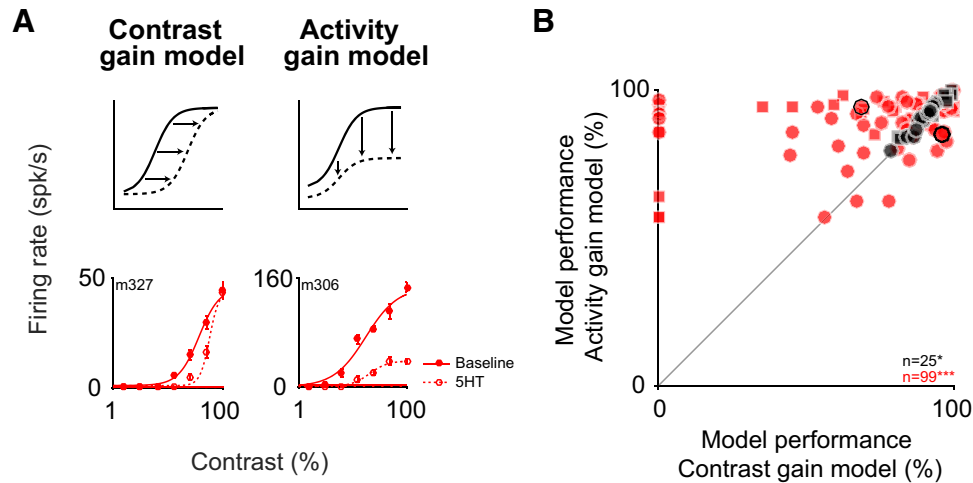 A
Contrast
gain model
Activity
gain model
Firing rate (spk/s)
50
m327
0
1
100
160
m306
0
1
100
Baseline
5HT
Contrast (%)
B
100
Model performance
Activity gain model (%)
0
n=25*
n=99***
0
100
Model performance
Contrast gain model (%)